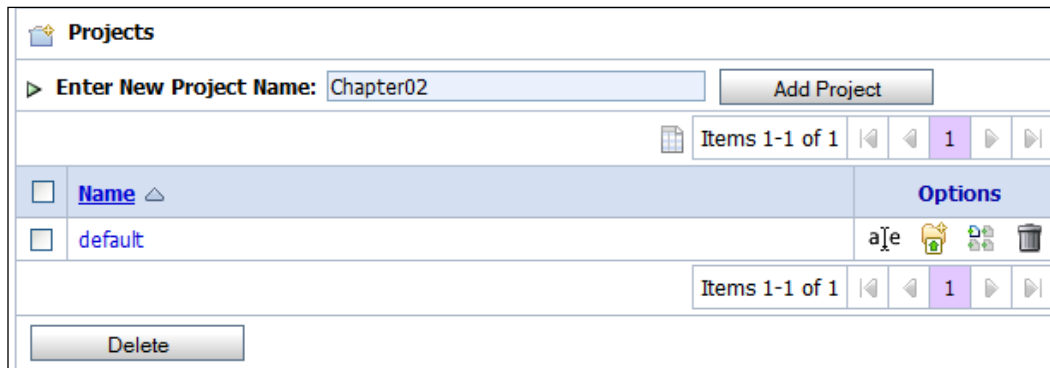 Projects
Enter New Project Name: Chapter02 Add Project
Items 1-1 of 1 1
Name Options
default aIe
Items 1-1 of 1 1
Delete